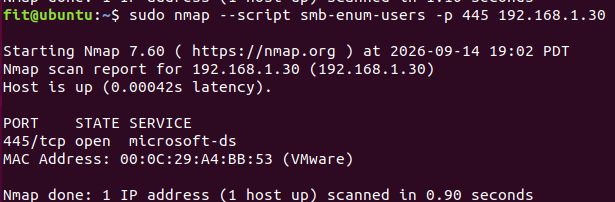 Nmap done: 1 IP address (1 host up) scanned in 1.10 seconds
fit@ubuntu:~$ sudo nmap --script smb-enum-users -p 445 192.168.1.30
Starting Nmap 7.60 ( https://nmap.org ) at 2026-09-14 19:02 PDT
Nmap scan report for 192.168.1.30 (192.168.1.30)
Host is up (0.00042s latency).
PORT    STATE SERVICE
445/tcp open  microsoft-ds
MAC Address: 00:0C:29:A4:BB:53 (VMware)
Nmap done: 1 IP address (1 host up) scanned in 0.90 seconds